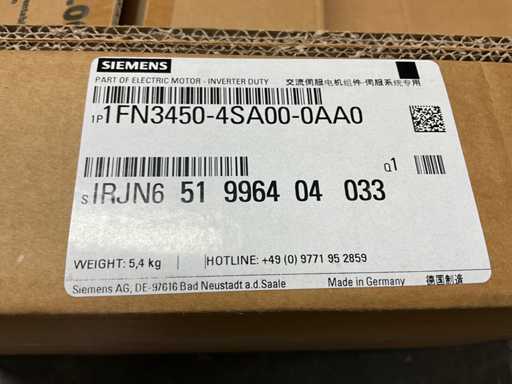 SIEMENS
PART OF ELECTRIC MOTOR - INVERTER DUTY 交流伺服电机组件-伺服系统专用
1P 1FN3450-4SA00-0AA0
Q1
S IRJN6 51 9964 04 033
WEIGHT: 5,4 kg HOTLINE: +49 (0) 9771 95 2859
Siemens AG, DE-97616 Bad Neustadt a.d.Saale Made in Germany 德国制造